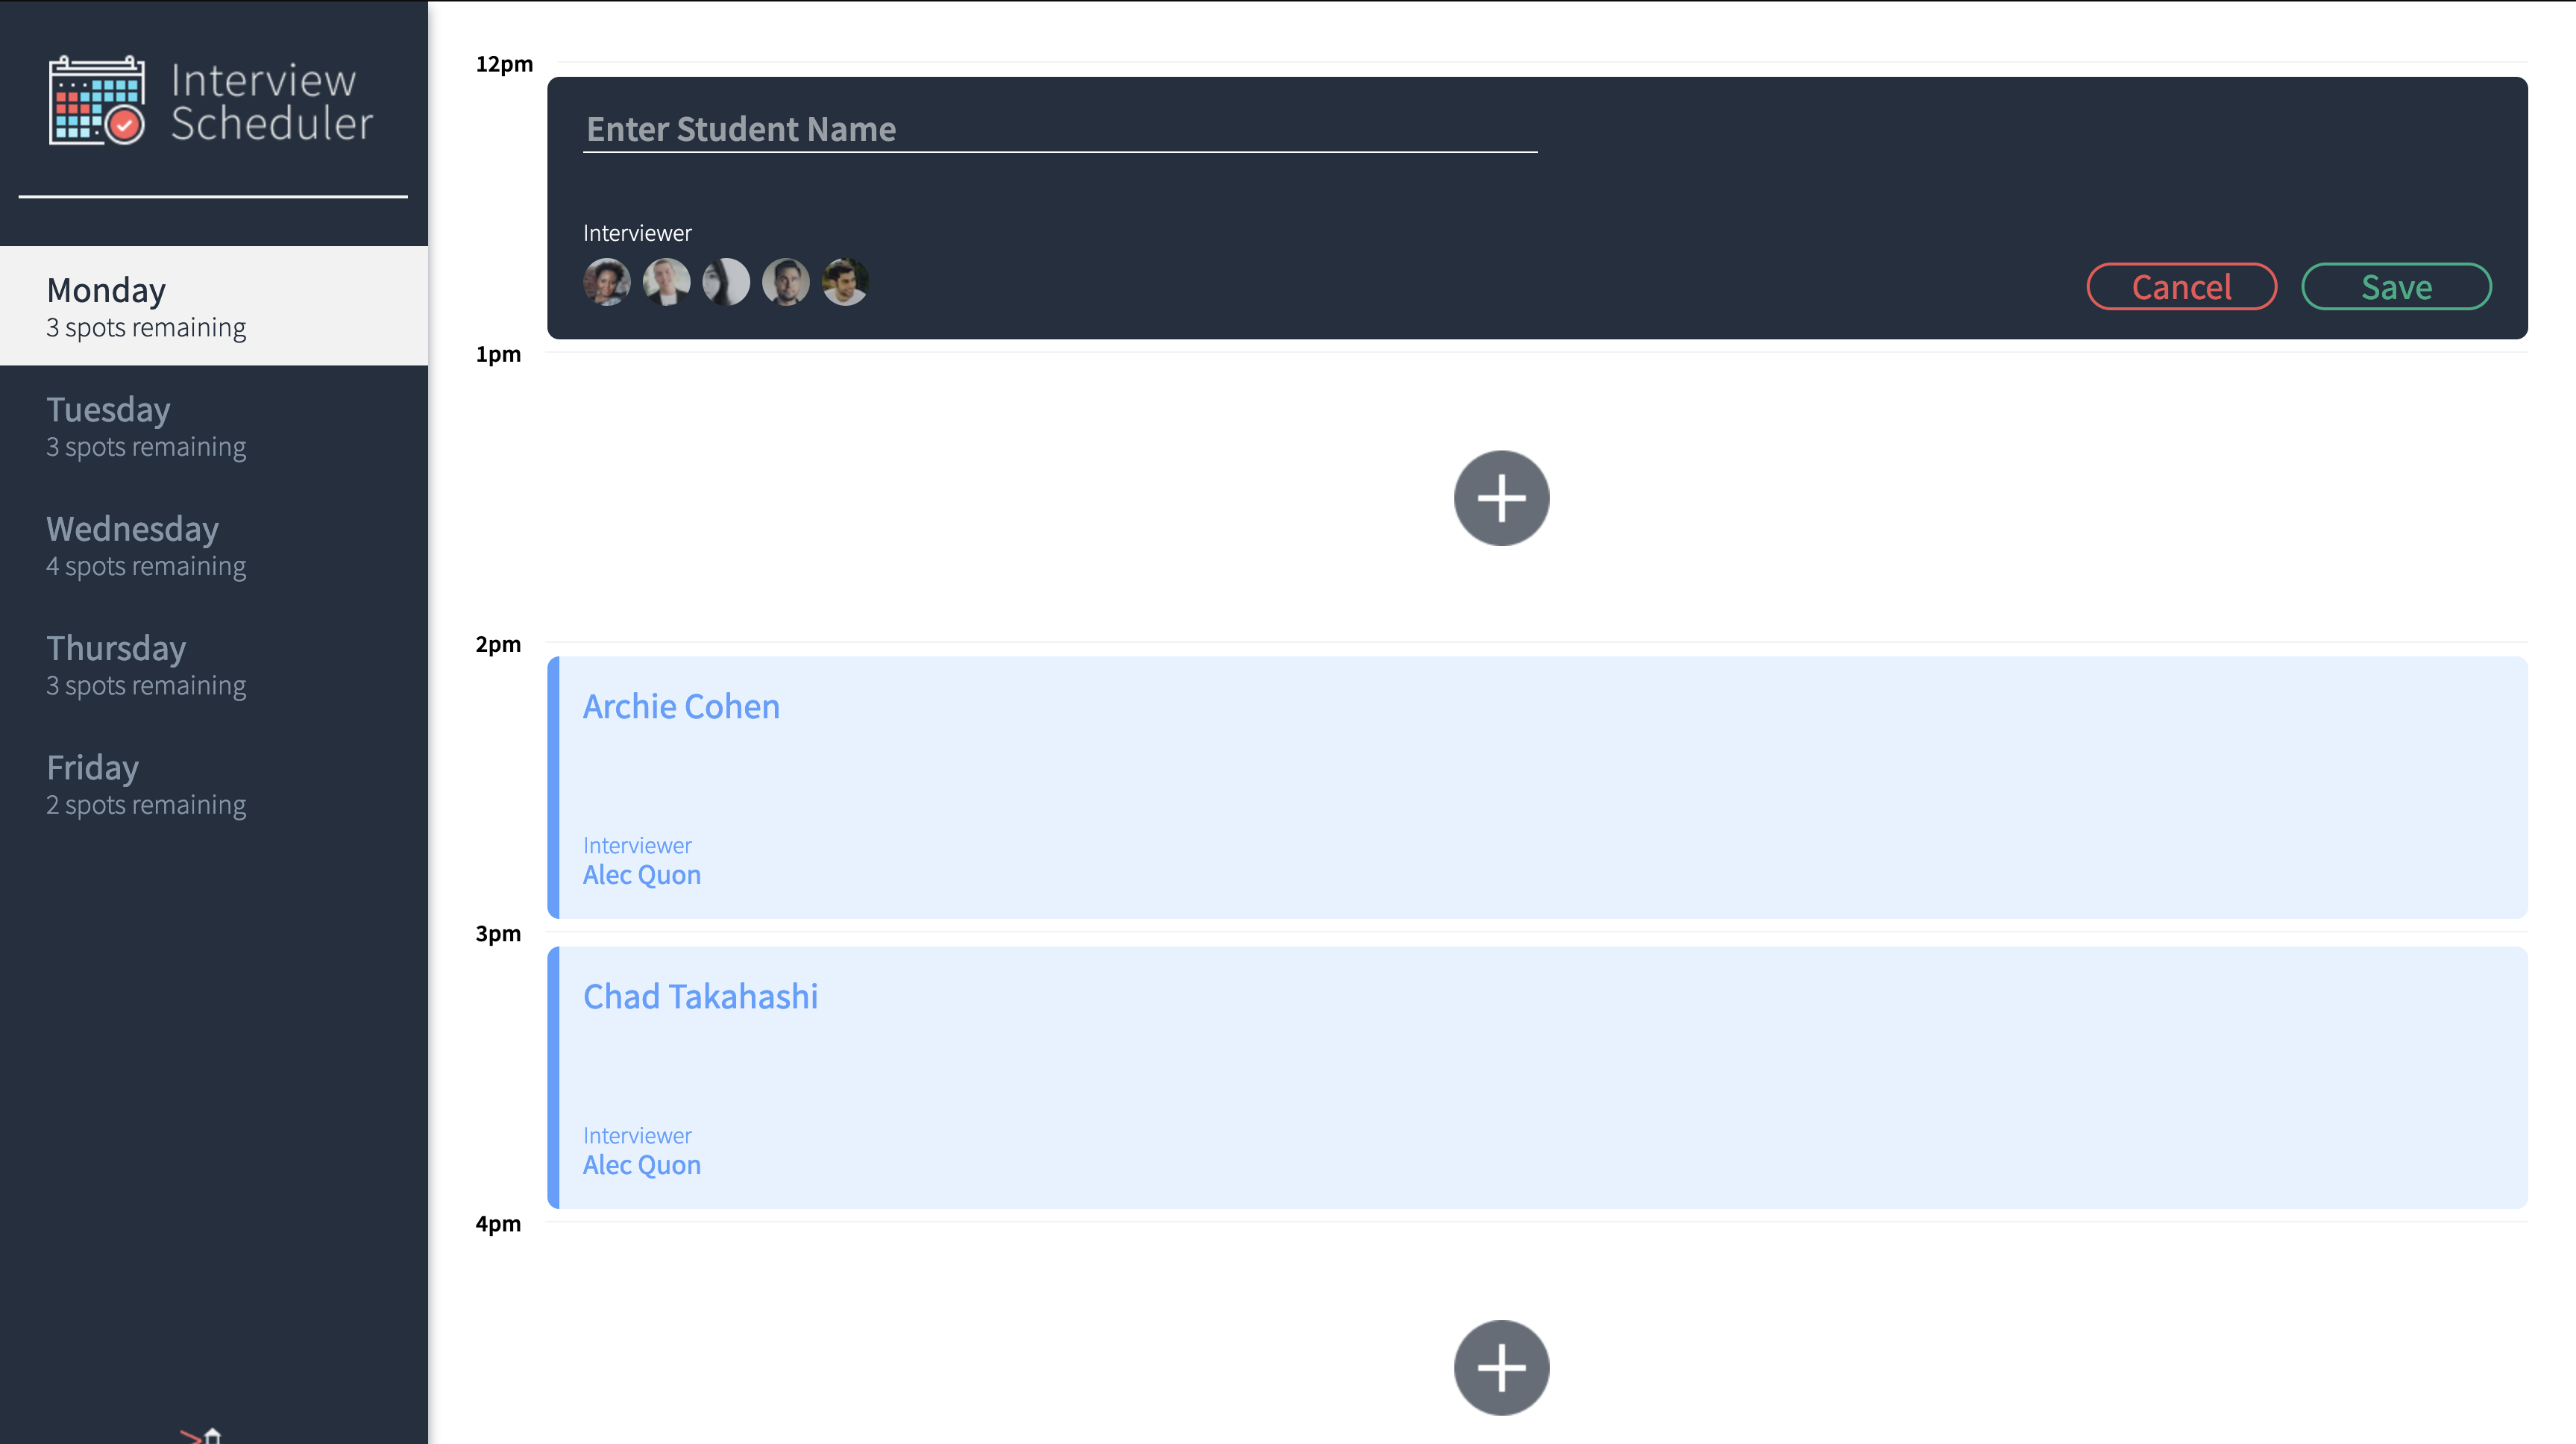 Interview
Scheduler
Monday
3 spots remaining
Tuesday
3 spots remaining
Wednesday
4 spots remaining
Thursday
3 spots remaining
Friday
2 spots remaining
12pm
Enter Student Name
Interviewer
Cancel
Save
1pm
2pm
Archie Cohen
Interviewer
Alec Quon
3pm
Chad Takahashi
Interviewer
Alec Quon
4pm